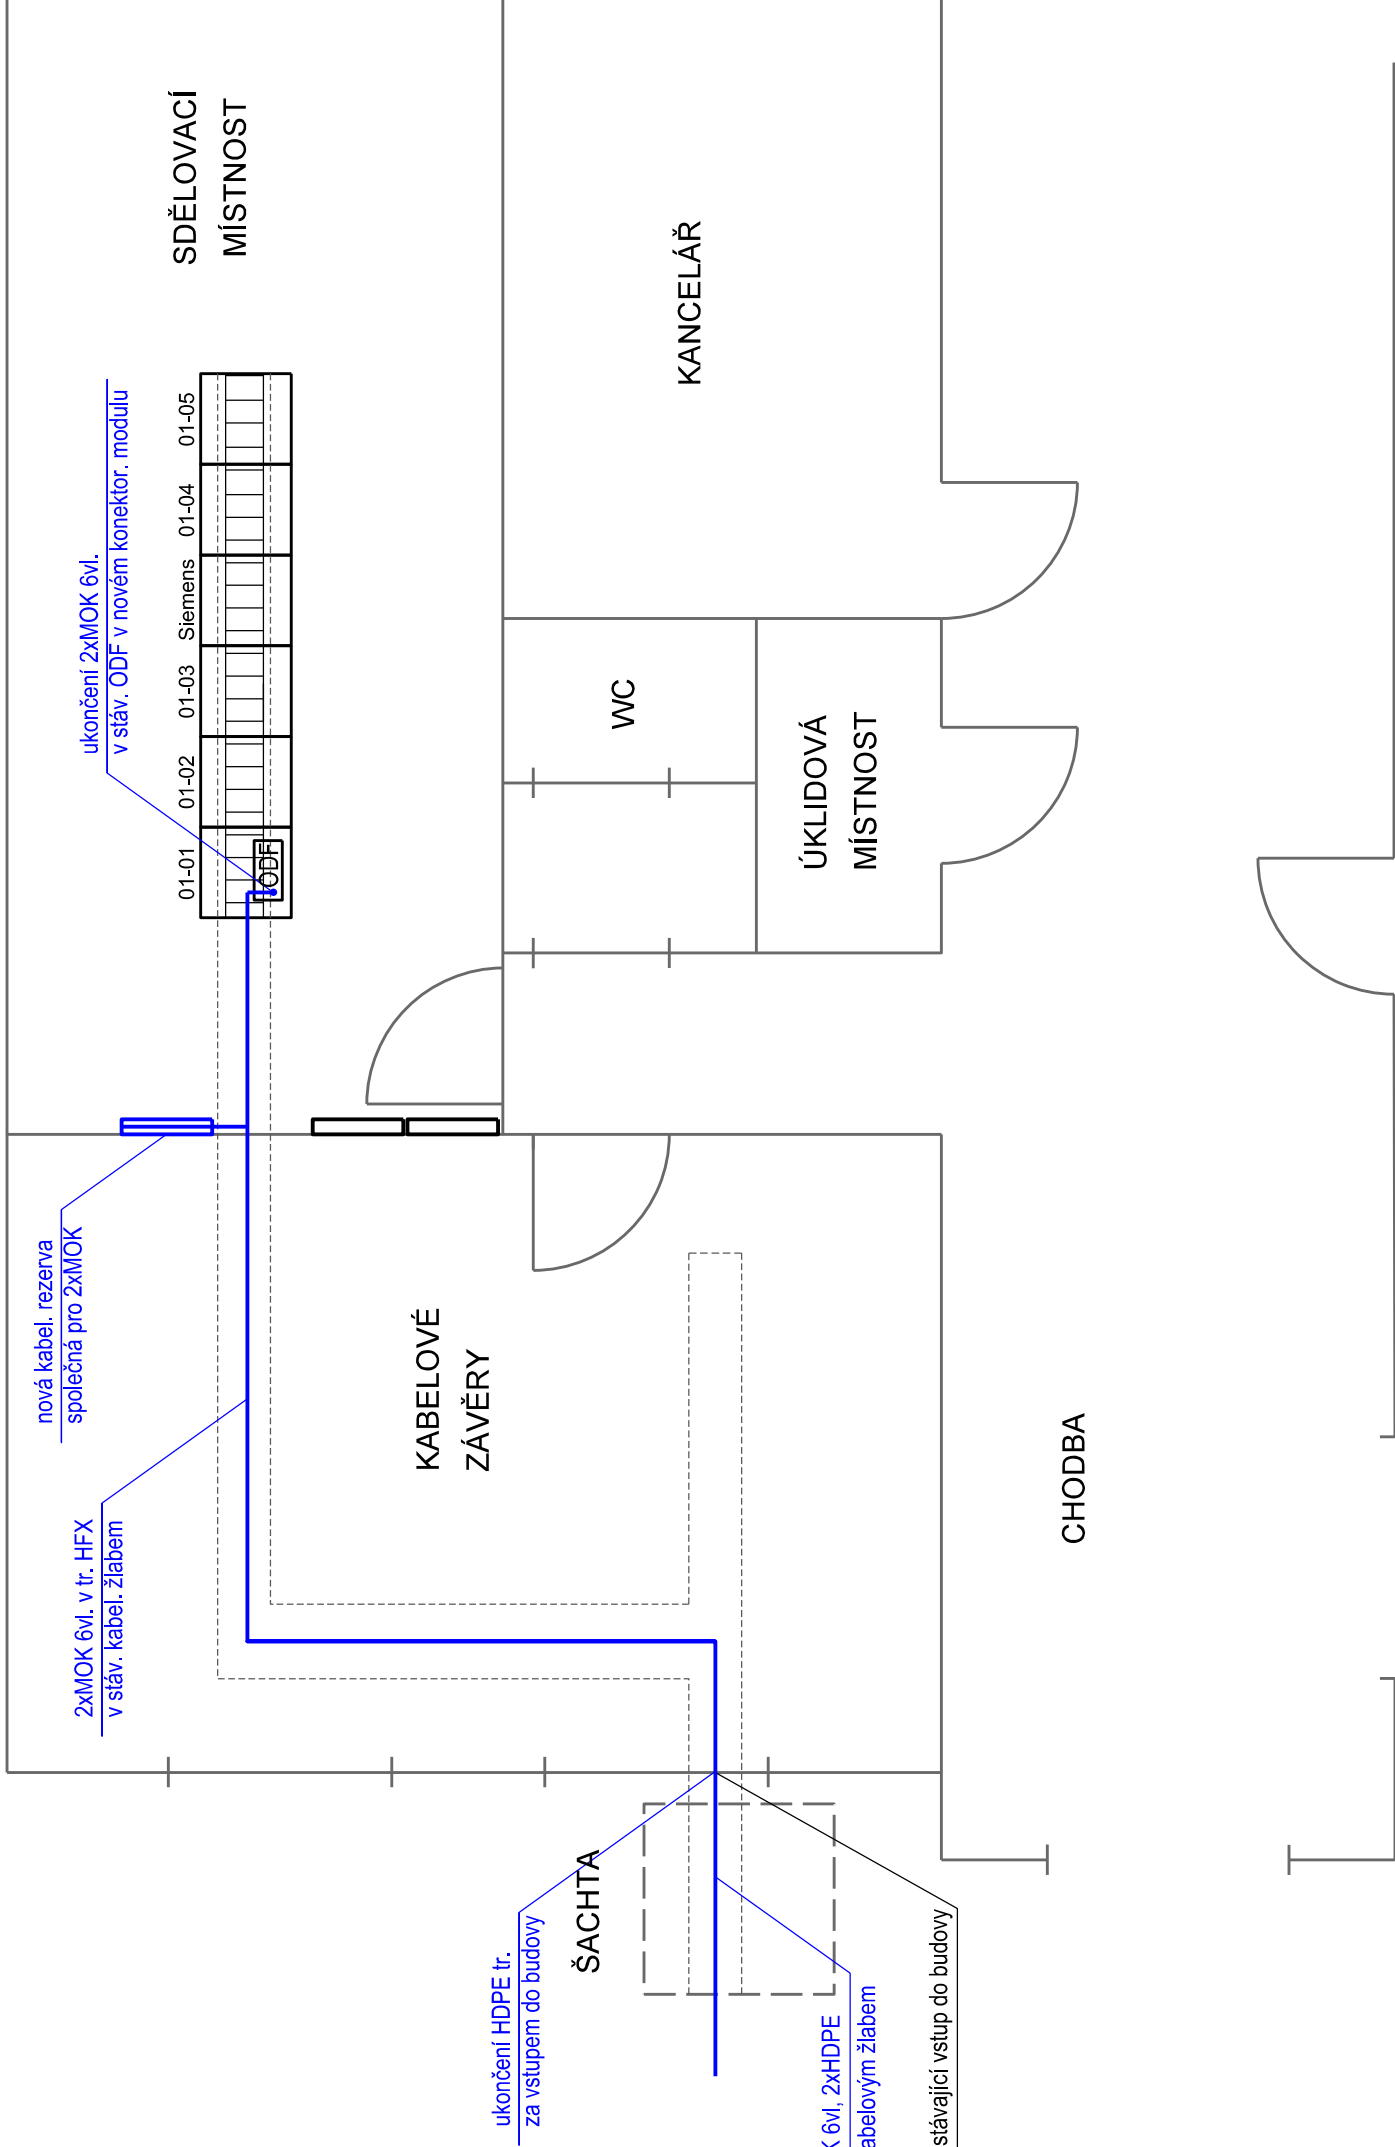 SDĚLOVACÍ
MÍSTNOST
KANCELÁŘ
ukončení 2xMOK 6vl.
v stáv. ODF v novém konektor. modulu
01-01
01-02
01-03
Siemens
01-04
01-05
ODF
WC
ÚKLIDOVÁ
MÍSTNOST
nová kabel. rezerva
společná pro 2xMOK
2xMOK 6vl. v tr. HFX
v stáv. kabel. žlabem
KABELOVÉ
ZÁVĚRY
CHODBA
ŠACHTA
ukončení HDPE tr.
za vstupem do budovy
6vl, 2xHDPE
žlabem
stávající vstup do budovy